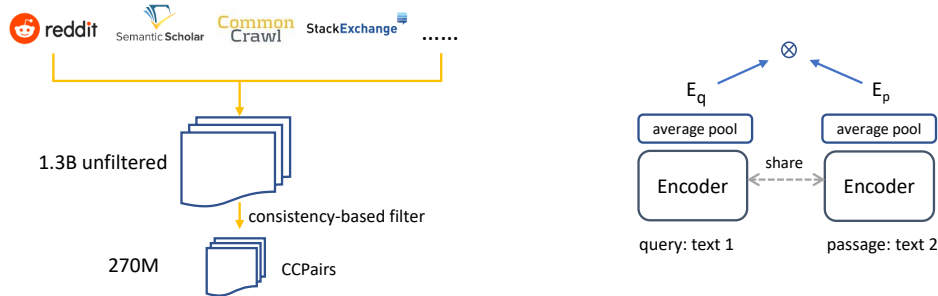 reddit
Semantic Scholar
Common
Crawl
StackExchange
......
1.3B unfiltered
consistency-based filter
270M
CCPairs
⊗
Eq
Ep
average pool
average pool
share
Encoder
Encoder
query: text 1
passage: text 2